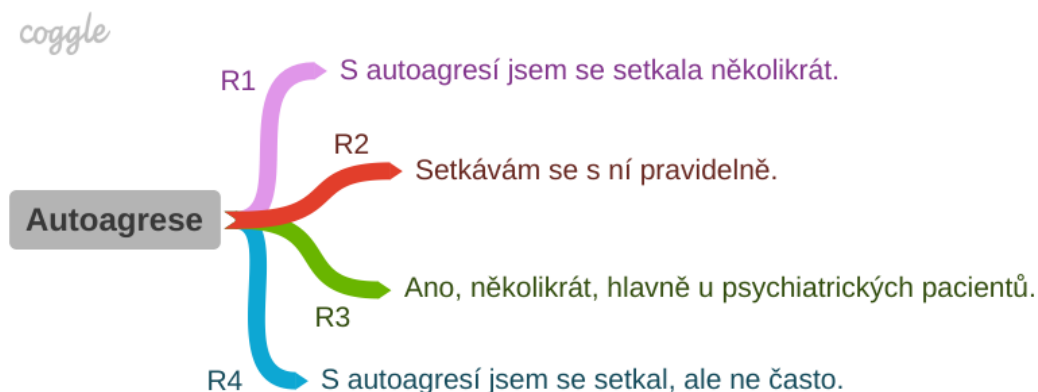 coggle
R1
S autoagresí jsem se setkala několikrát.
R2
Setkávám se s ní pravidelně.
Autoagrese
Ano, několikrát, hlavně u psychiatrických pacientů.
R3
R4
S autoagresí jsem se setkal, ale ne často.